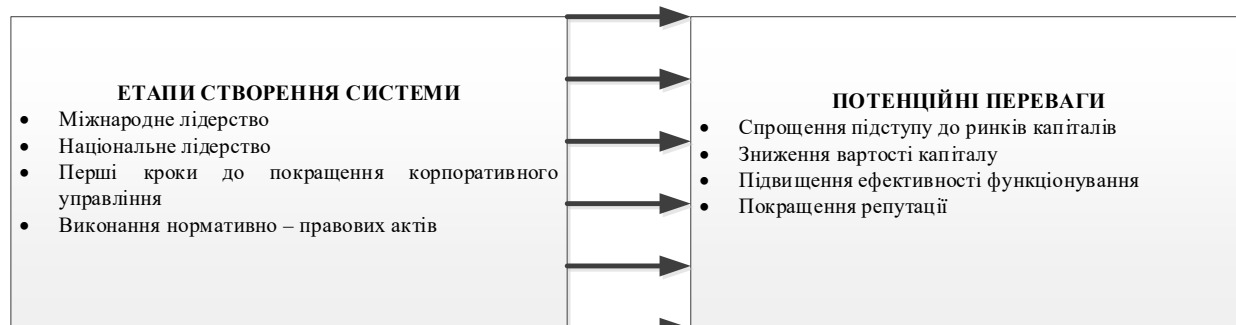 ЕТАПИ СТВОРЕННЯ СИСТЕМИ
• Міжнародне лідерство
• Національне лідерство
• Перші кроки до покращення корпоративного
управління
• Виконання нормативно – правових актів
ПОТЕНЦІЙНІ ПЕРЕВАГИ
• Спрощення підступу до ринків капіталів
• Зниження вартості капіталу
• Підвищення ефективності функціонування
• Покращення репутації